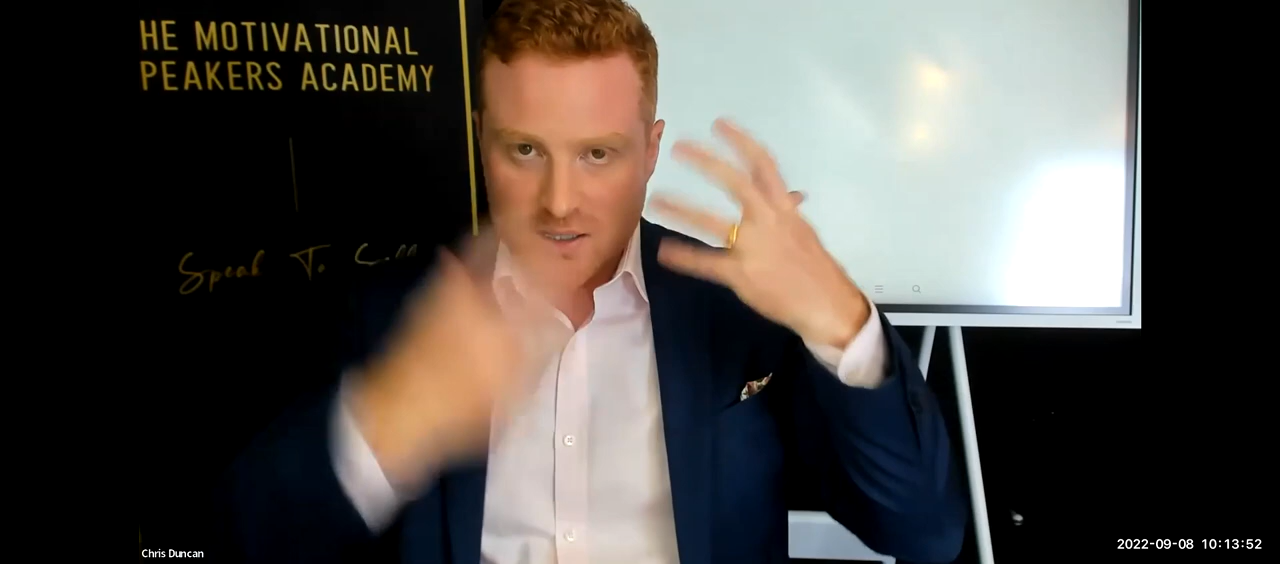 HE MOTIVATIONAL
PEAKERS ACADEMY
Speak To
Chris Duncan
2022-09-08 10:13:52